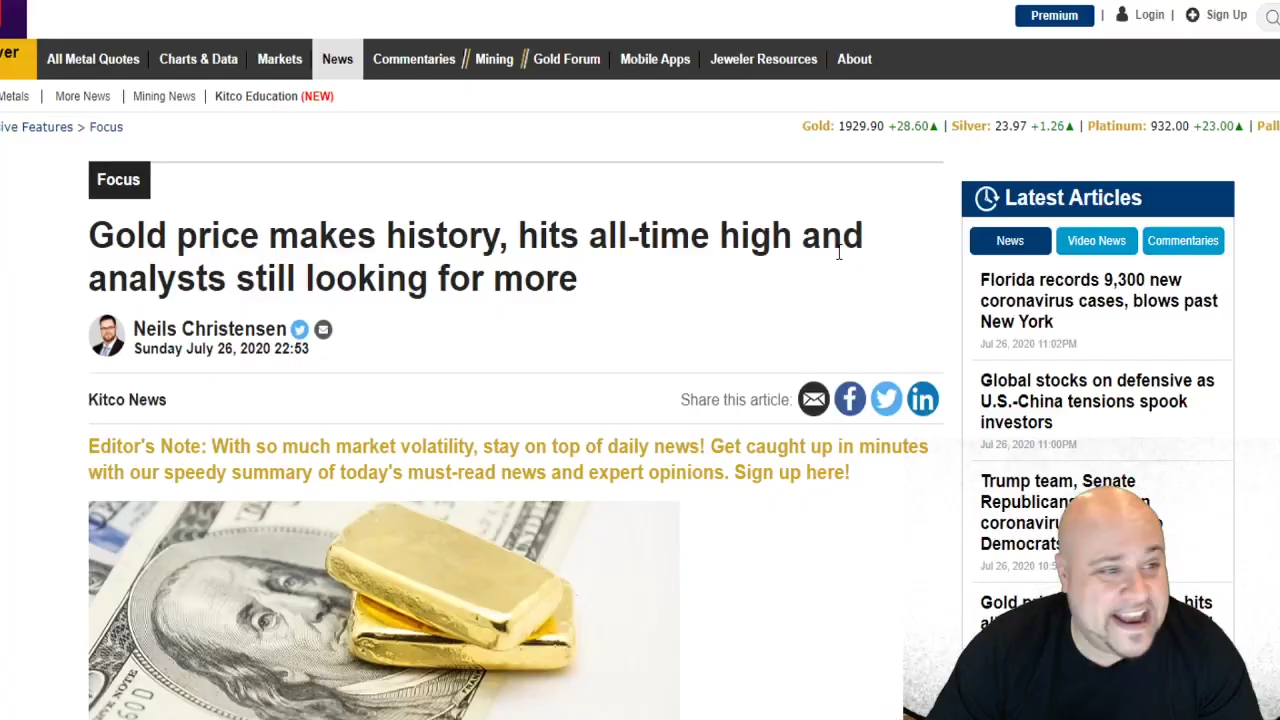 Premium | Login | Sign Up
ver
All Metal Quotes Charts & Data Markets News Commentaries // Mining // Gold Forum Mobile Apps Jeweler Resources About
Metals | More News | Mining News | Kitco Education (NEW)
ive Features > Focus
Gold: 1929.90 +28.60▲ | Silver: 23.97 +1.26▲ | Platinum: 932.00 +23.00▲ | Pall
Focus
Gold price makes history, hits all-time high and
analysts still looking for more
Neils Christensen
Sunday July 26, 2020 22:53
Kitco News
Share this article:
Editor's Note: With so much market volatility, stay on top of daily news! Get caught up in minutes
with our speedy summary of today's must-read news and expert opinions. Sign up here!
Latest Articles
News Video News Commentaries
Florida records 9,300 new
coronavirus cases, blows past
New York
Jul 26, 2020 11:02PM
Global stocks on defensive as
U.S.-China tensions spook
investors
Jul 26, 2020 11:00PM
Trump team, Senate
Republicans
coronavirus
Democrats
Jul 26, 2020
Gold hits